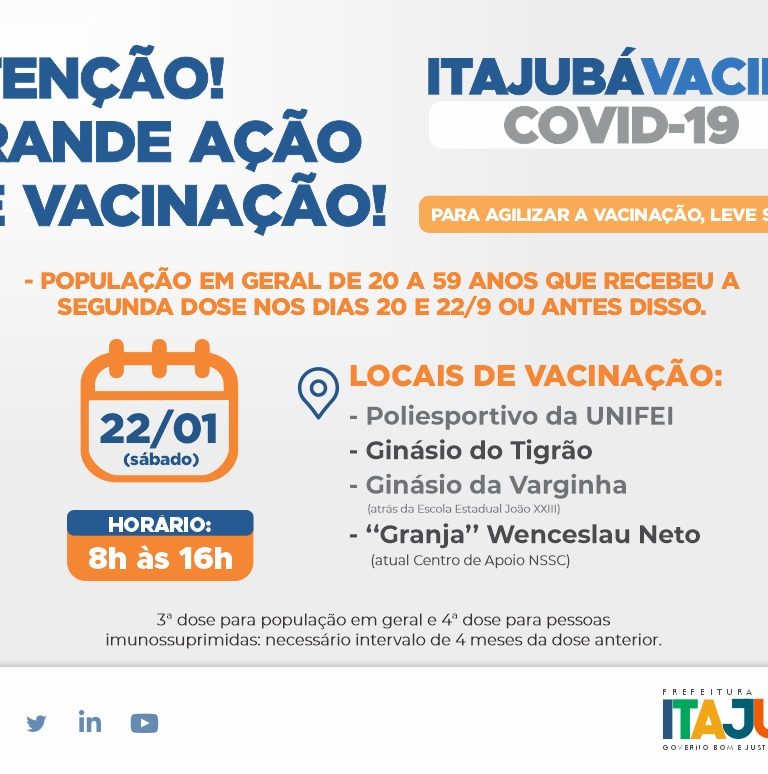 TENÇÃO!
RANDE AÇÃO
E VACINAÇÃO!
ITAJUBÁVACIN
COVID-19
PARA AGILIZAR A VACINAÇÃO, LEVE S
- POPULAÇÃO EM GERAL DE 20 A 59 ANOS QUE RECEBEU A
SEGUNDA DOSE NOS DIAS 20 E 22/9 OU ANTES DISSO.
22/01
(sábado)
HORÁRIO:
8h às 16h
LOCAIS DE VACINAÇÃO:
- Poliesportivo da UNIFEI
- Ginásio do Tigrão
- Ginásio da Varginha
(atrás da Escola Estadual João XXIII)
- “Granja” Wenceslau Neto
(atual Centro de Apoio NSSC)
3ª dose para população em geral e 4ª dose para pessoas
imunossuprimidas: necessário intervalo de 4 meses da dose anterior.
in
PREFEITURA
ITAJU
GOVERNO BOM E JUST